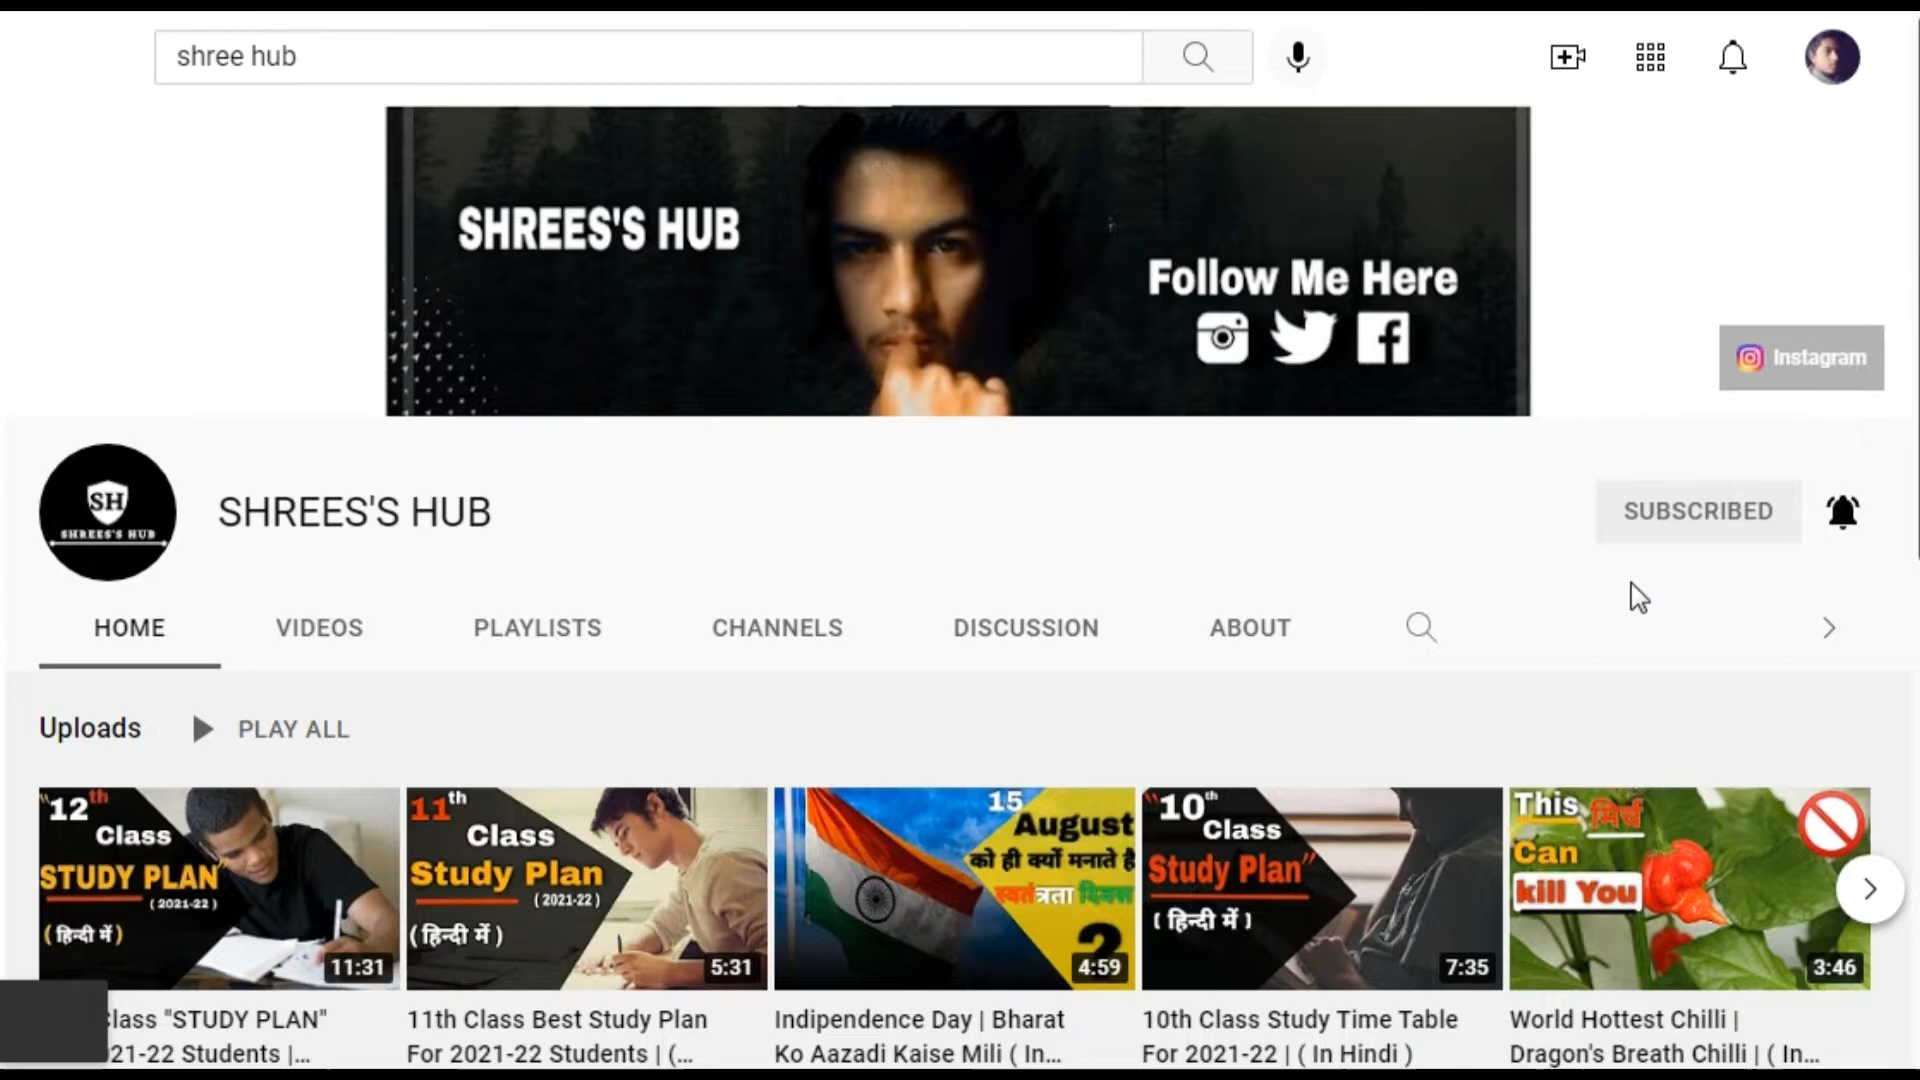 shree hub
SHREES'S HUB
Follow Me Here
Instagram
SH
SHREES'S HUB
SHREES'S HUB
SUBSCRIBED
HOME
VIDEOS
PLAYLISTS
CHANNELS
DISCUSSION
ABOUT
Uploads
PLAY ALL
"12th
Class
STUDY PLAN"
(2021-22)
(हिन्दी में)
11:31
11th
Class
Study Plan
(2021-22)
(हिन्दी में)
5:31
15
August
को ही क्यों मनाते है
स्वतंत्रता दिवस
?
4:59
"10th
Class
Study Plan"
( हिन्दी में )
7:35
This मिर्च
Can
kill You
3:46
Class "STUDY PLAN"
21-22 Students |...
11th Class Best Study Plan
For 2021-22 Students | (...
Indipendence Day | Bharat
Ko Aazadi Kaise Mili ( In...
10th Class Study Time Table
For 2021-22 | ( In Hindi )
World Hottest Chilli |
Dragon's Breath Chilli | ( In...